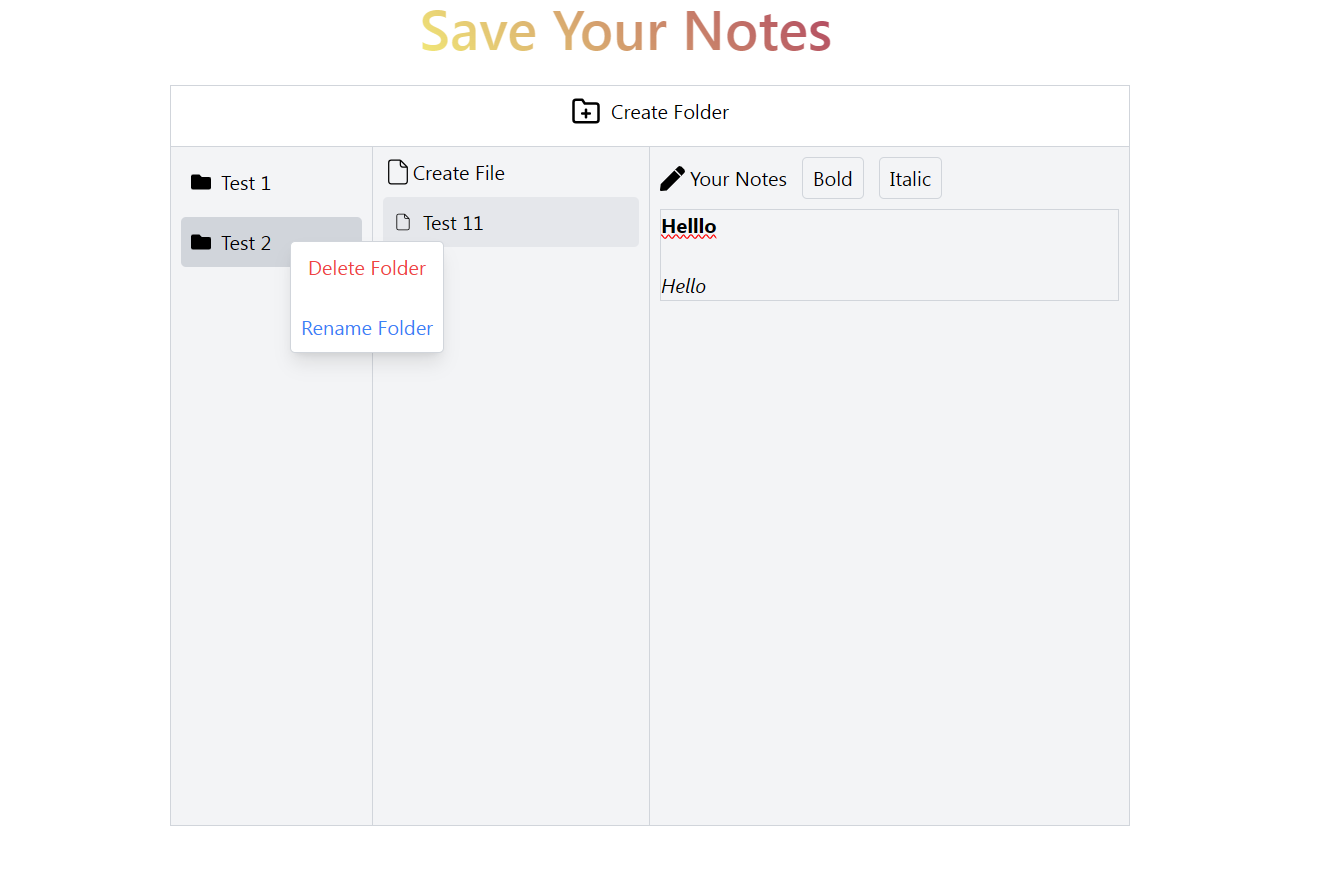 Save Your Notes
Create Folder
Test 1
Test 2
Delete Folder
Rename Folder
Create File
Test 11
Your Notes Bold Italic
Helllo
Hello